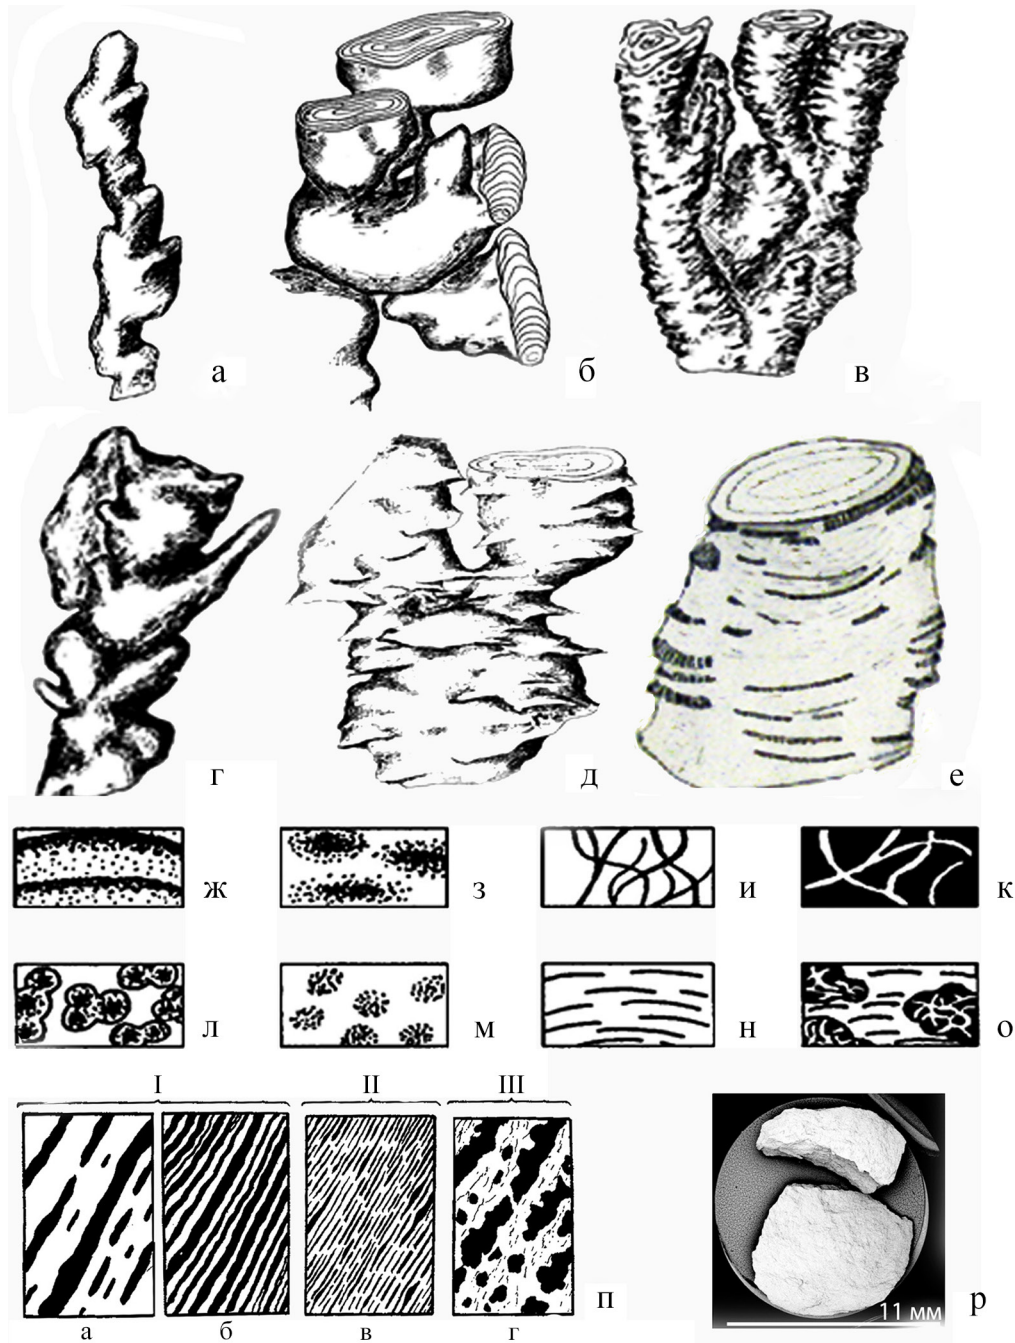 а б в
г д е
ж з и к
л м н о
I II III
п
11 мм р
а б в г